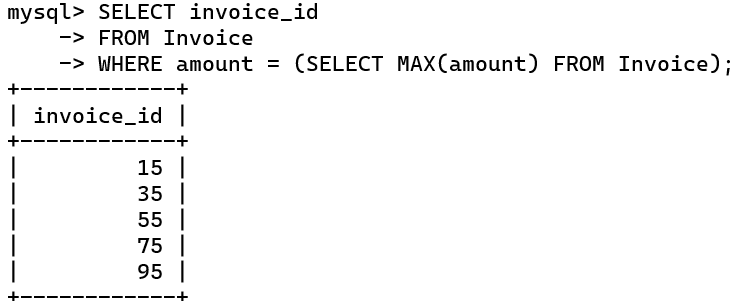 mysql> SELECT invoice_id
    -> FROM Invoice
    -> WHERE amount = (SELECT MAX(amount) FROM Invoice);
+------------+
| invoice_id |
+------------+
|         15 |
|         35 |
|         55 |
|         75 |
|         95 |
+------------+